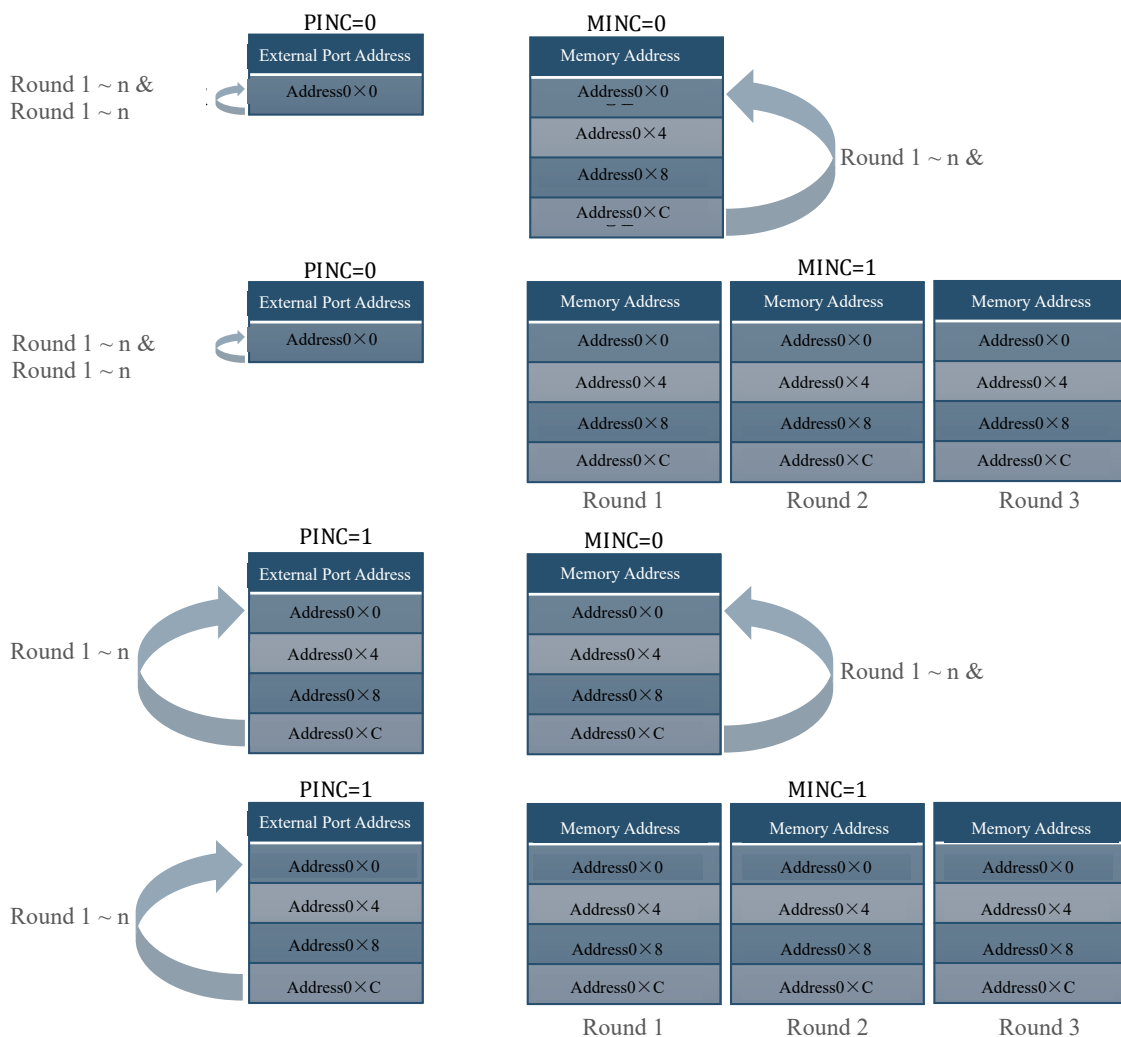 PINC=0
MINC=0
External Port Address
Memory Address
Round 1 ~ n &
Round 1 ~ n
Address0×0
Address0×0
Address0×4
Address0×8
Address0×C
Round 1 ~ n &
PINC=0
MINC=1
External Port Address
Memory Address
Memory Address
Memory Address
Round 1 ~ n &
Round 1 ~ n
Address0×0
Address0×0
Address0×0
Address0×0
Address0×4
Address0×4
Address0×4
Address0×8
Address0×8
Address0×8
Address0×C
Address0×C
Address0×C
Round 1
Round 2
Round 3
PINC=1
MINC=0
External Port Address
Memory Address
Address0×0
Address0×0
Round 1 ~ n
Address0×4
Address0×4
Round 1 ~ n &
Address0×8
Address0×8
Address0×C
Address0×C
PINC=1
MINC=1
External Port Address
Memory Address
Memory Address
Memory Address
Address0×0
Address0×0
Address0×0
Address0×0
Round 1 ~ n
Address0×4
Address0×4
Address0×4
Address0×4
Address0×8
Address0×8
Address0×8
Address0×8
Address0×C
Address0×C
Address0×C
Address0×C
Round 1
Round 2
Round 3